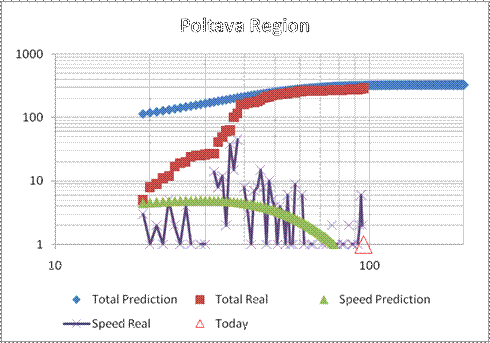 Poltava Region
1000
100
10
1
10
100
Total Prediction
Total Real
Speed Prediction
Speed Real
Today